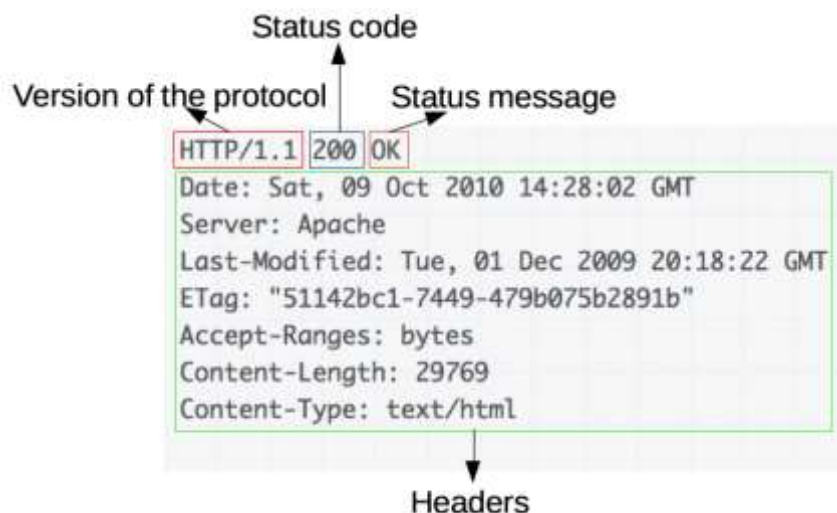 Status code
Version of the protocol Status message
HTTP/1.1 200 OK
Date: Sat, 09 Oct 2010 14:28:02 GMT
Server: Apache
Last-Modified: Tue, 01 Dec 2009 20:18:22 GMT
ETag: "51142bc1-7449-479b075b2891b"
Accept-Ranges: bytes
Content-Length: 29769
Content-Type: text/html
Headers